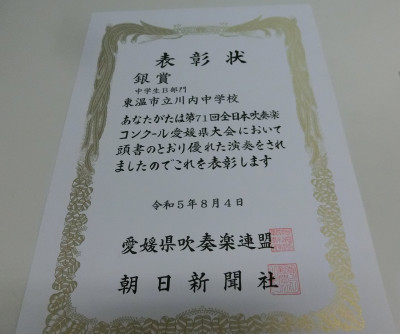 表彰状
銀賞
中学生日部門
東温市立川内中学校
あなたがたは第71回全日本吹奏楽
コンクール愛媛県大会において
頭書のとおり優れた演奏をされ
ましたのでこれを表彰します
令和5年8月4日
愛媛県吹奏楽連盟
朝日新聞社